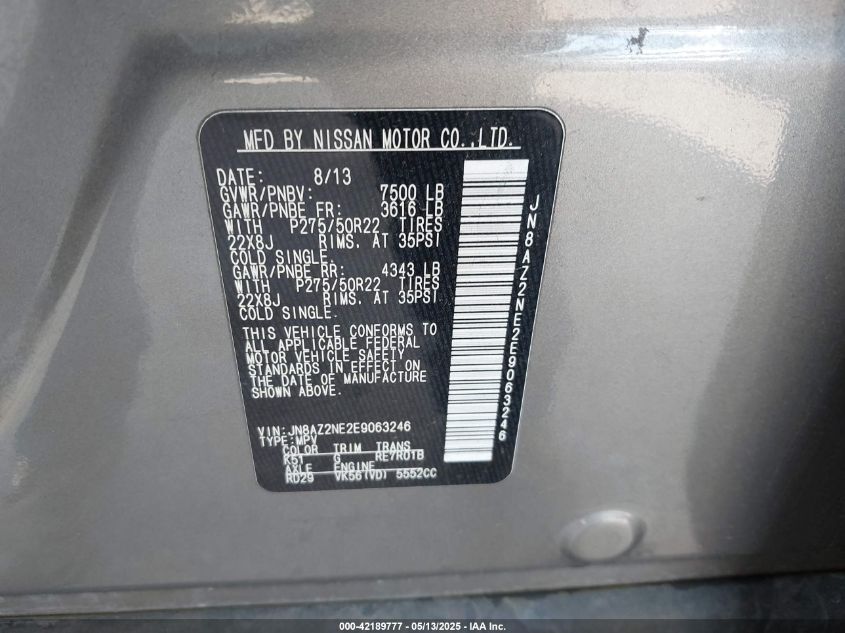 MFD BY NISSAN MOTOR CO.,LTD.
DATE: 8/13
GVWR/PNBV: 7500 LB
GAWR/PNBE FR: 3616 LB
WITH P275/50R22 TIRES
22X8J RIMS. AT 35PSI
COLD SINGLE.
GAWR/PNBE RR: 4343 LB
WITH P275/50R22 TIRES
22X8J RIMS. AT 35PSI
COLD SINGLE.
THIS VEHICLE CONFORMS TO
ALL APPLICABLE FEDERAL
MOTOR VEHICLE SAFETY
STANDARDS IN EFFECT ON
THE DATE OF MANUFACTURE
SHOWN ABOVE.
VIN:JN8AZ2NE2E9063246
TYPE:MPV
COLOR TRIM TRANS
K51 G RE7R01B
AXLE ENGINE
RD29 VK56(VD) 5552CC
JN8AZ2NE2E9063246
000-42189777 - 05/13/2025 - IAA Inc.